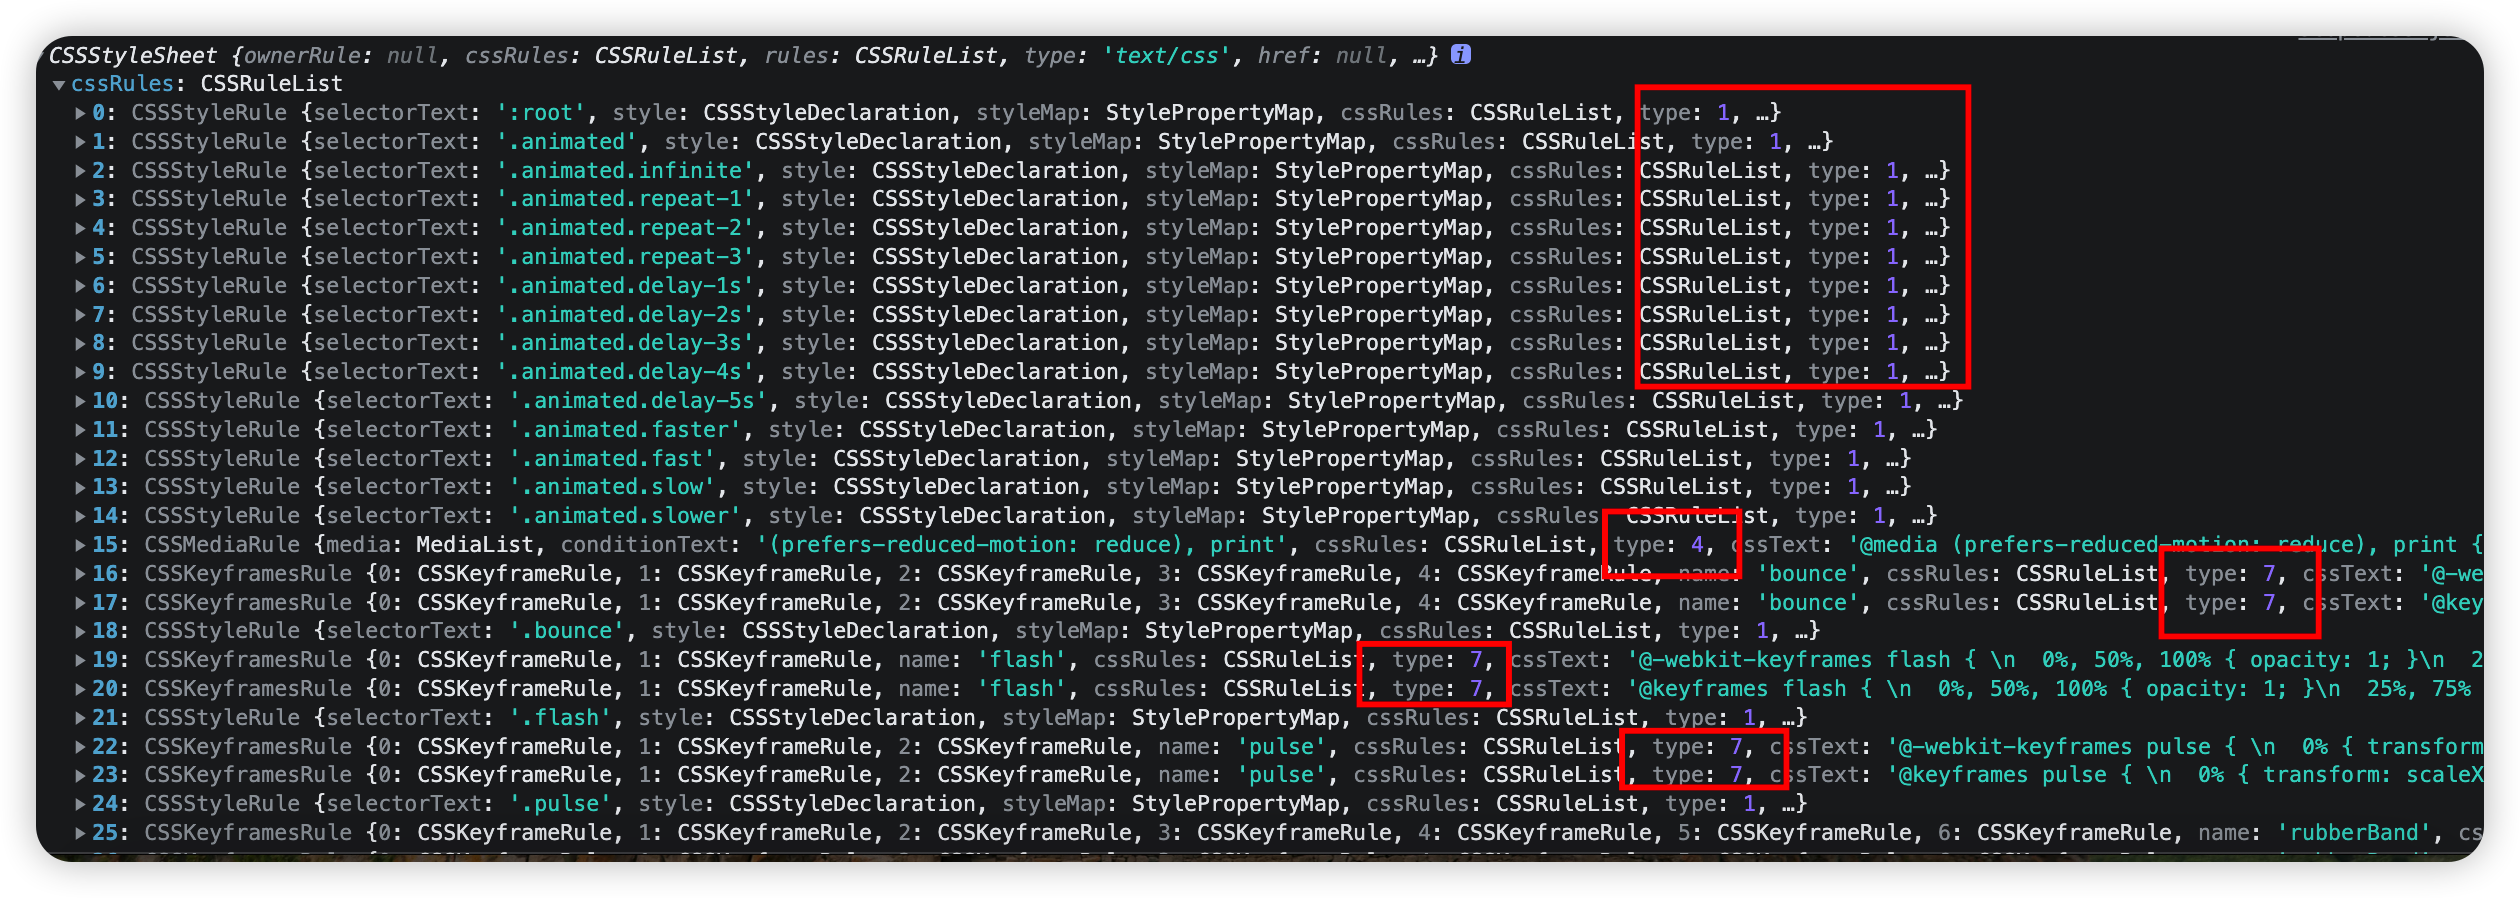 CSSStyleSheet {ownerRule: null, cssRules: CSSRuleList, rules: CSSRuleList, type: 'text/css', href: null, …} i
▼cssRules: CSSRuleList
▶0: CSSStyleRule {selectorText: ':root', style: CSSStyleDeclaration, styleMap: StylePropertyMap, cssRules: CSSRuleList, type: 1, …}
▶1: CSSStyleRule {selectorText: '.animated', style: CSSStyleDeclaration, styleMap: StylePropertyMap, cssRules: CSSRuleList, type: 1, …}
▶2: CSSStyleRule {selectorText: '.animated.infinite', style: CSSStyleDeclaration, styleMap: StylePropertyMap, cssRules: CSSRuleList, type: 1, …}
▶3: CSSStyleRule {selectorText: '.animated.repeat-1', style: CSSStyleDeclaration, styleMap: StylePropertyMap, cssRules: CSSRuleList, type: 1, …}
▶4: CSSStyleRule {selectorText: '.animated.repeat-2', style: CSSStyleDeclaration, styleMap: StylePropertyMap, cssRules: CSSRuleList, type: 1, …}
▶5: CSSStyleRule {selectorText: '.animated.repeat-3', style: CSSStyleDeclaration, styleMap: StylePropertyMap, cssRules: CSSRuleList, type: 1, …}
▶6: CSSStyleRule {selectorText: '.animated.delay-1s', style: CSSStyleDeclaration, styleMap: StylePropertyMap, cssRules: CSSRuleList, type: 1, …}
▶7: CSSStyleRule {selectorText: '.animated.delay-2s', style: CSSStyleDeclaration, styleMap: StylePropertyMap, cssRules: CSSRuleList, type: 1, …}
▶8: CSSStyleRule {selectorText: '.animated.delay-3s', style: CSSStyleDeclaration, styleMap: StylePropertyMap, cssRules: CSSRuleList, type: 1, …}
▶9: CSSStyleRule {selectorText: '.animated.delay-4s', style: CSSStyleDeclaration, styleMap: StylePropertyMap, cssRules: CSSRuleList, type: 1, …}
▶10: CSSStyleRule {selectorText: '.animated.delay-5s', style: CSSStyleDeclaration, styleMap: StylePropertyMap, cssRules: CSSRuleList, type: 1, …}
▶11: CSSStyleRule {selectorText: '.animated.faster', style: CSSStyleDeclaration, styleMap: StylePropertyMap, cssRules: CSSRuleList, type: 1, …}
▶12: CSSStyleRule {selectorText: '.animated.fast', style: CSSStyleDeclaration, styleMap: StylePropertyMap, cssRules: CSSRuleList, type: 1, …}
▶13: CSSStyleRule {selectorText: '.animated.slow', style: CSSStyleDeclaration, styleMap: StylePropertyMap, cssRules: CSSRuleList, type: 1, …}
▶14: CSSStyleRule {selectorText: '.animated.slower', style: CSSStyleDeclaration, styleMap: StylePropertyMap, cssRules: CSSRuleList, type: 1, …}
▶15: CSSMediaRule {media: MediaList, conditionText: '(prefers-reduced-motion: reduce), print', cssRules: CSSRuleList, type: 4, cssText: '@media (prefers-reduced-motion: reduce), print {
▶16: CSSKeyframesRule {0: CSSKeyframeRule, 1: CSSKeyframeRule, 2: CSSKeyframeRule, 3: CSSKeyframeRule, 4: CSSKeyframeRule, name: 'bounce', cssRules: CSSRuleList, type: 7, cssText: '@-we
▶17: CSSKeyframesRule {0: CSSKeyframeRule, 1: CSSKeyframeRule, 2: CSSKeyframeRule, 3: CSSKeyframeRule, 4: CSSKeyframeRule, name: 'bounce', cssRules: CSSRuleList, type: 7, cssText: '@key
▶18: CSSStyleRule {selectorText: '.bounce', style: CSSStyleDeclaration, styleMap: StylePropertyMap, cssRules: CSSRuleList, type: 1, …}
▶19: CSSKeyframesRule {0: CSSKeyframeRule, 1: CSSKeyframeRule, name: 'flash', cssRules: CSSRuleList, type: 7, cssText: '@-webkit-keyframes flash { \n  0%, 50%, 100% { opacity: 1; }\n  2
▶20: CSSKeyframesRule {0: CSSKeyframeRule, 1: CSSKeyframeRule, name: 'flash', cssRules: CSSRuleList, type: 7, cssText: '@keyframes flash { \n  0%, 50%, 100% { opacity: 1; }\n  25%, 75%
▶21: CSSStyleRule {selectorText: '.flash', style: CSSStyleDeclaration, styleMap: StylePropertyMap, cssRules: CSSRuleList, type: 1, …}
▶22: CSSKeyframesRule {0: CSSKeyframeRule, 1: CSSKeyframeRule, 2: CSSKeyframeRule, name: 'pulse', cssRules: CSSRuleList, type: 7, cssText: '@-webkit-keyframes pulse { \n  0% { transform
▶23: CSSKeyframesRule {0: CSSKeyframeRule, 1: CSSKeyframeRule, 2: CSSKeyframeRule, name: 'pulse', cssRules: CSSRuleList, type: 7, cssText: '@keyframes pulse { \n  0% { transform: scaleX
▶24: CSSStyleRule {selectorText: '.pulse', style: CSSStyleDeclaration, styleMap: StylePropertyMap, cssRules: CSSRuleList, type: 1, …}
▶25: CSSKeyframesRule {0: CSSKeyframeRule, 1: CSSKeyframeRule, 2: CSSKeyframeRule, 3: CSSKeyframeRule, 4: CSSKeyframeRule, 5: CSSKeyframeRule, 6: CSSKeyframeRule, name: 'rubberBand', cs